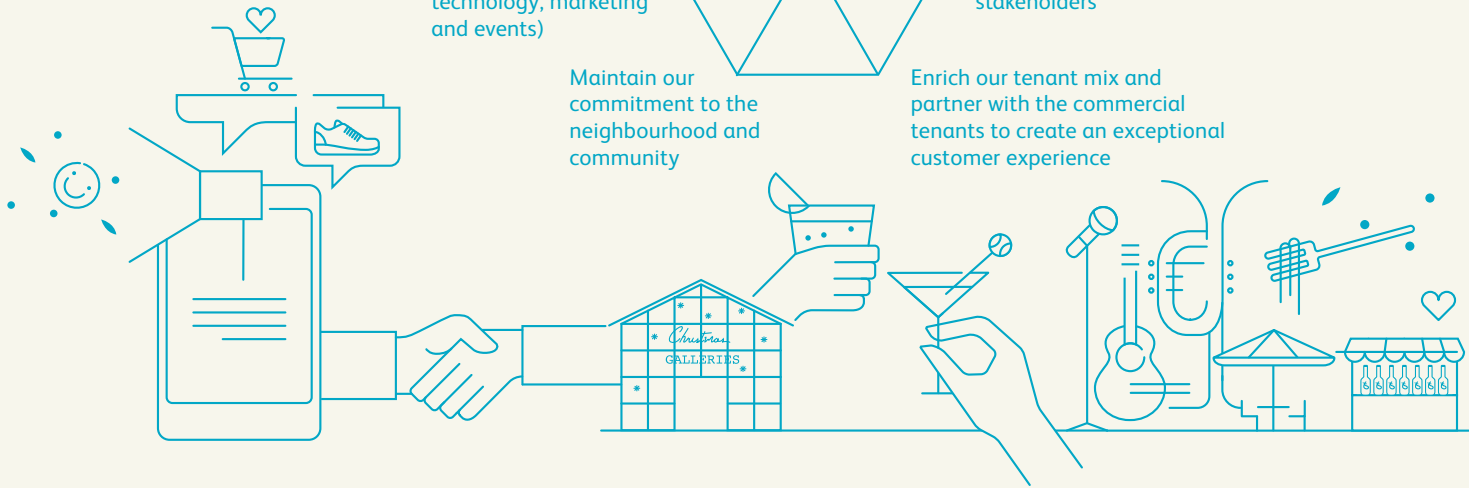 technology, marketing
and events)
stakeholders
Maintain our
commitment to the
neighbourhood and
community
Enrich our tenant mix and
partner with the commercial
tenants to create an exceptional
customer experience
Christmas
GALLERIES